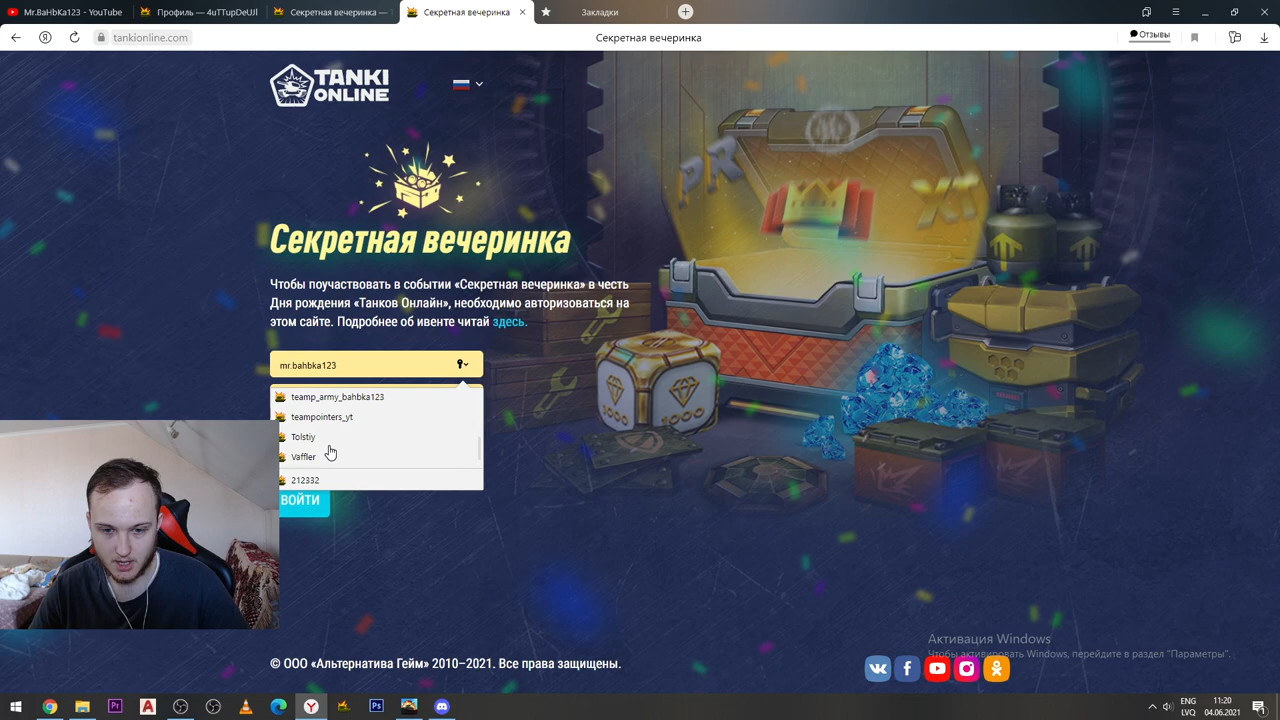 Mr.BaHbKa123 - YouTube
Профиль — 4uTTupDeUJl
Секретная вечеринка —
Секретная вечеринка
Закладки
tankionline.com
Секретная вечеринка
Отзывы
TANKI
ONLINE
PR
XT
Секретная вечеринка
Чтобы поучаствовать в событии «Секретная вечеринка» в честь
Дня рождения «Танков Онлайн», необходимо авторизоваться на
этом сайте. Подробнее об ивенте читай здесь.
mr.bahbka123
teamp_army_bahbka123
teampointers_yt
Tolstiy
Vaffler
212332
ВОЙТИ
© ООО «Альтернатива Гейм» 2010–2021. Все права защищены.
Активация Windows
Чтобы активировать Windows, перейдите в раздел "Параметры".
ENG
LVQ
11:20
04.06.2021